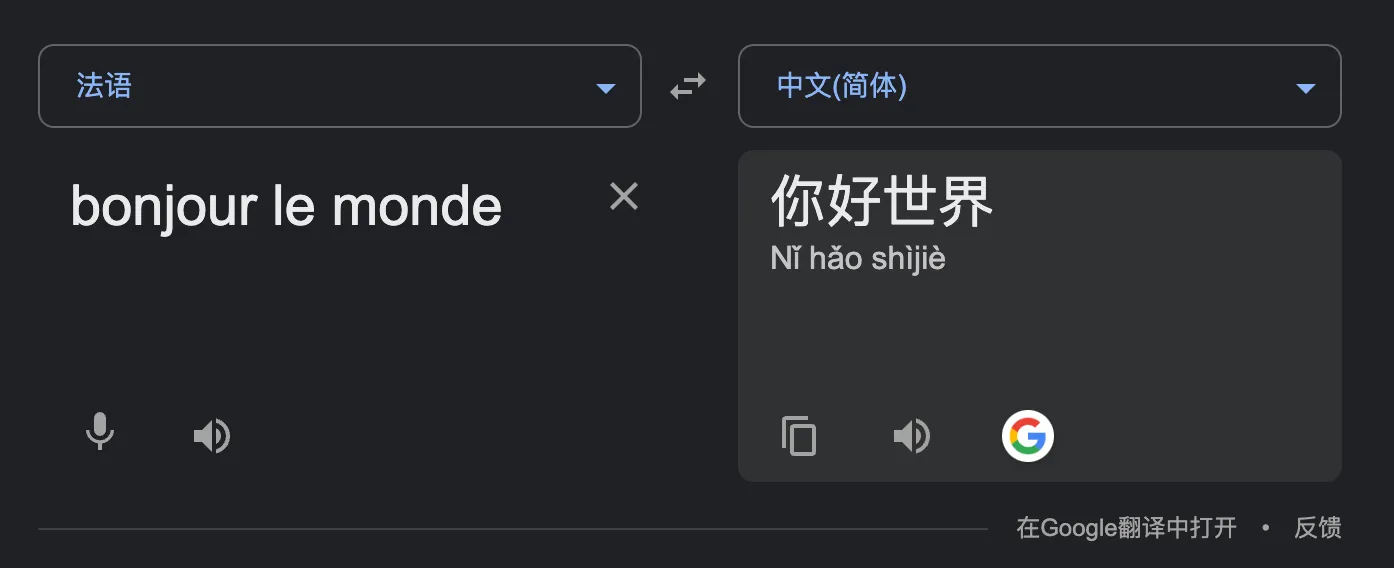 法语
中文(简体)
bonjour le monde
你好世界
Nǐ hǎo shìjiè
在Google翻译中打开 • 反馈